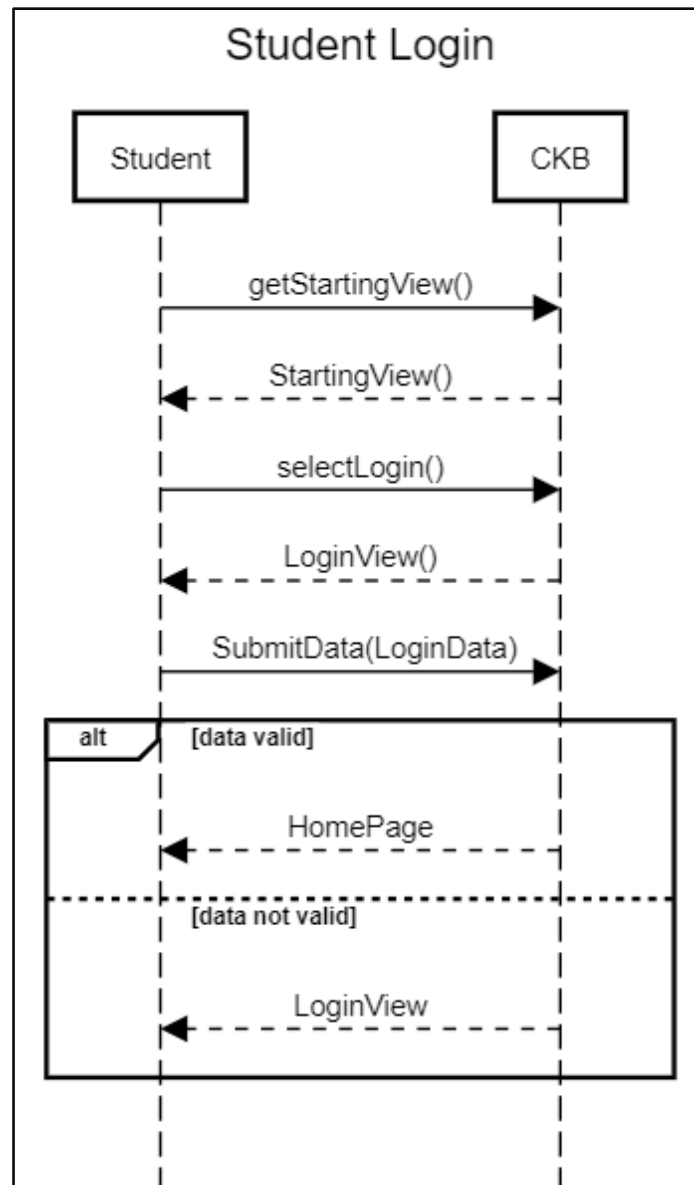 Student Login
Student
CKB
getStartingView()
StartingView()
selectLogin()
LoginView()
SubmitData(LoginData)
alt
[data valid]
HomePage
[data not valid]
LoginView